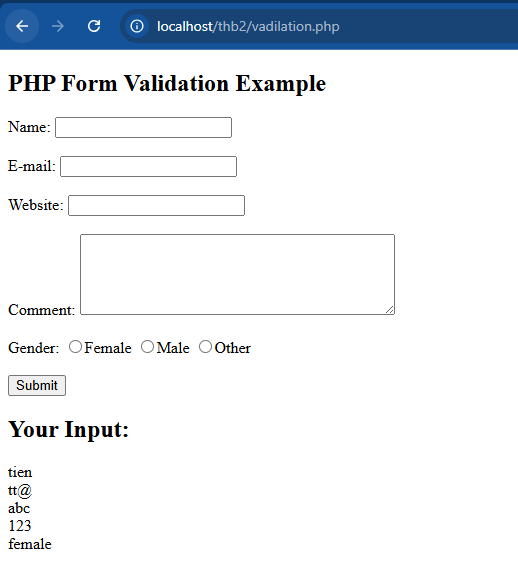 localhost/thb2/vadilation.php
PHP Form Validation Example
Name:
E-mail:
Website:
Comment:
Gender: Female Male Other
Submit
Your Input:
tien
tt@
abc
123
female